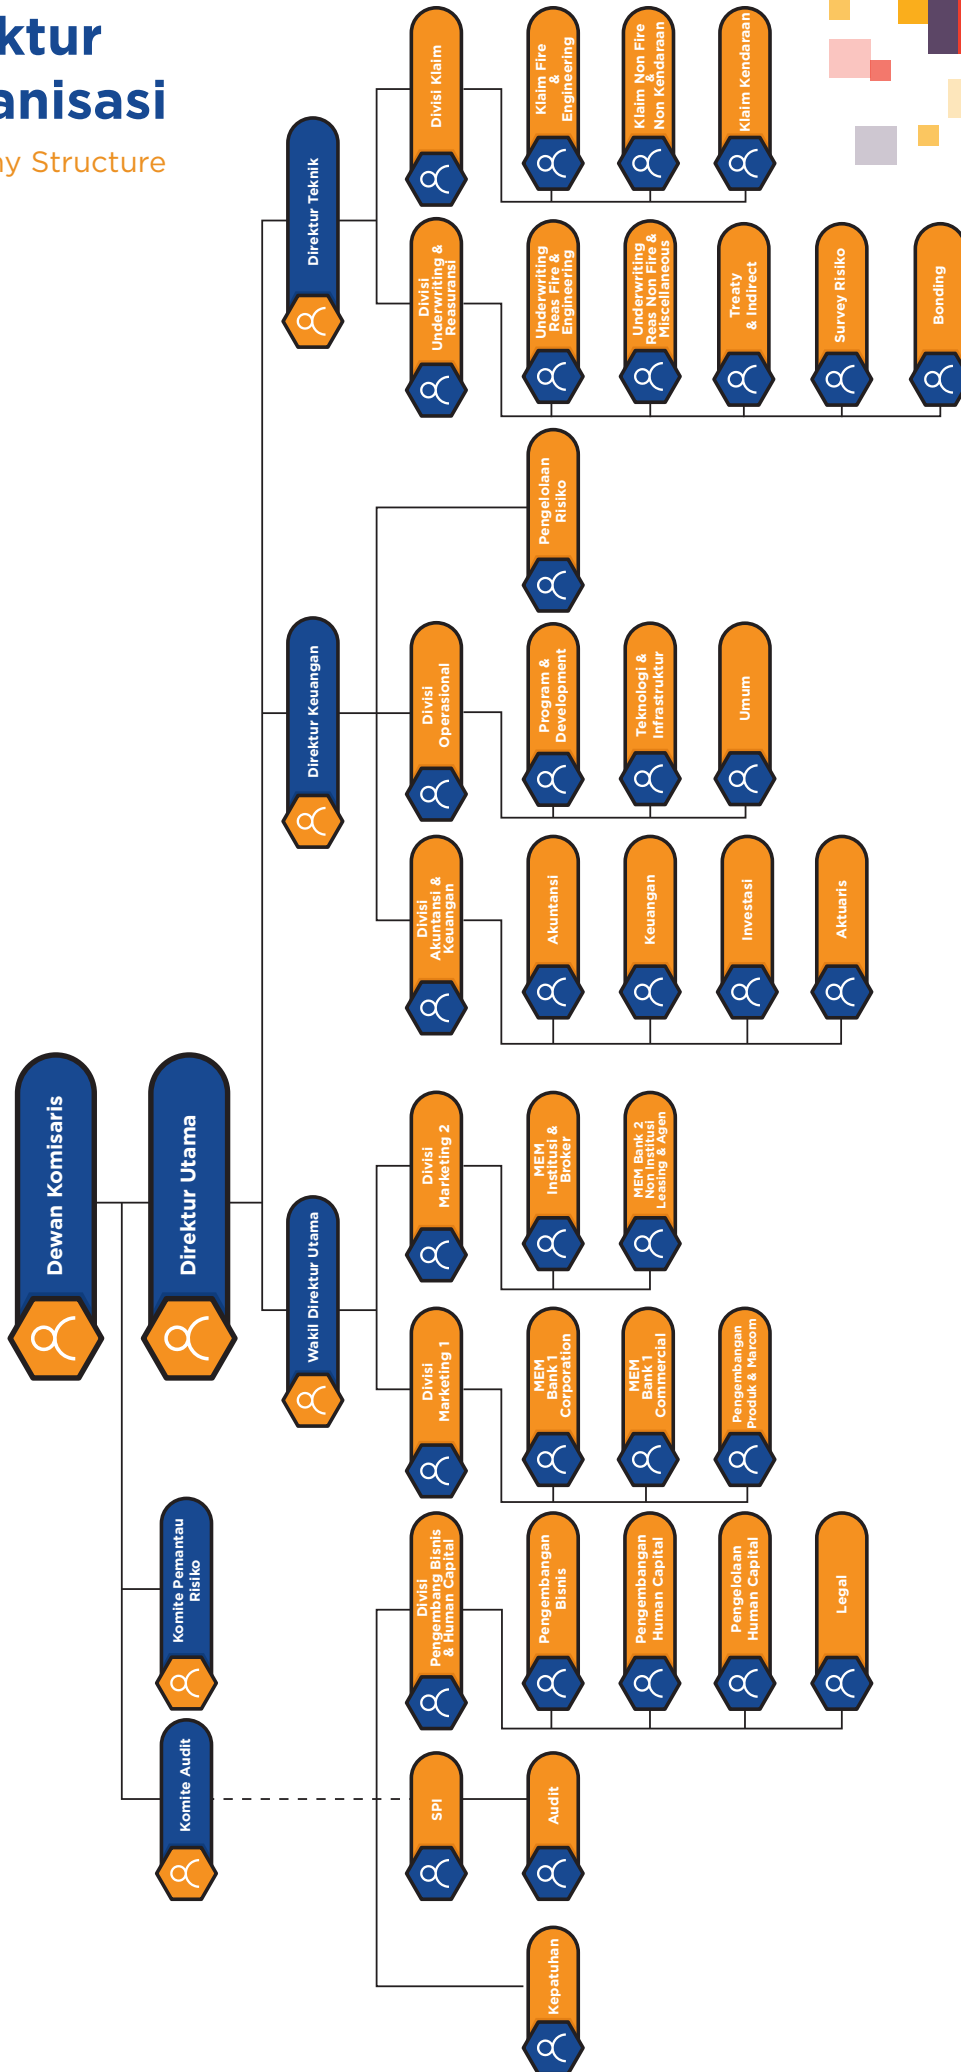 ktur
anisasi
ny Structure
Dewan Komisaris
Direktur Utama
Komite Audit
Komite Pemantau
Risiko
Wakil Direktur Utama
Direktur Keuangan
Direktur Teknik
Kepatuhan
SPI
Audit
Divisi
Pengembang Bisnis
& Human Capital
Pengembangan
Bisnis
Pengembangan
Human Capital
Pengelolaan
Human Capital
Legal
Divisi
Marketing 1
MEM
Bank 1
Corporation
MEM
Bank 1
Commercial
Pengembangan
Produk & Marcom
Divisi
Marketing 2
MEM
Institusi &
Broker
MEM Bank 2
Non Institusi
Leasing & Agen
Divisi
Akuntansi &
Keuangan
Akuntansi
Keuangan
Investasi
Aktuaris
Divisi
Operasional
Program &
Development
Teknologi &
Infrastruktur
Umum
Pengelolaan
Risiko
Divisi
Underwriting &
Reasuransi
Underwriting
Reas Fire &
Engineering
Underwriting
Reas Non Fire &
Miscellaneous
Treaty
& Indirect
Survey Risiko
Bonding
Divisi Klaim
Klaim Fire
&
Engineering
Klaim Non Fire
&
Non Kendaraan
Klaim Kendaraan